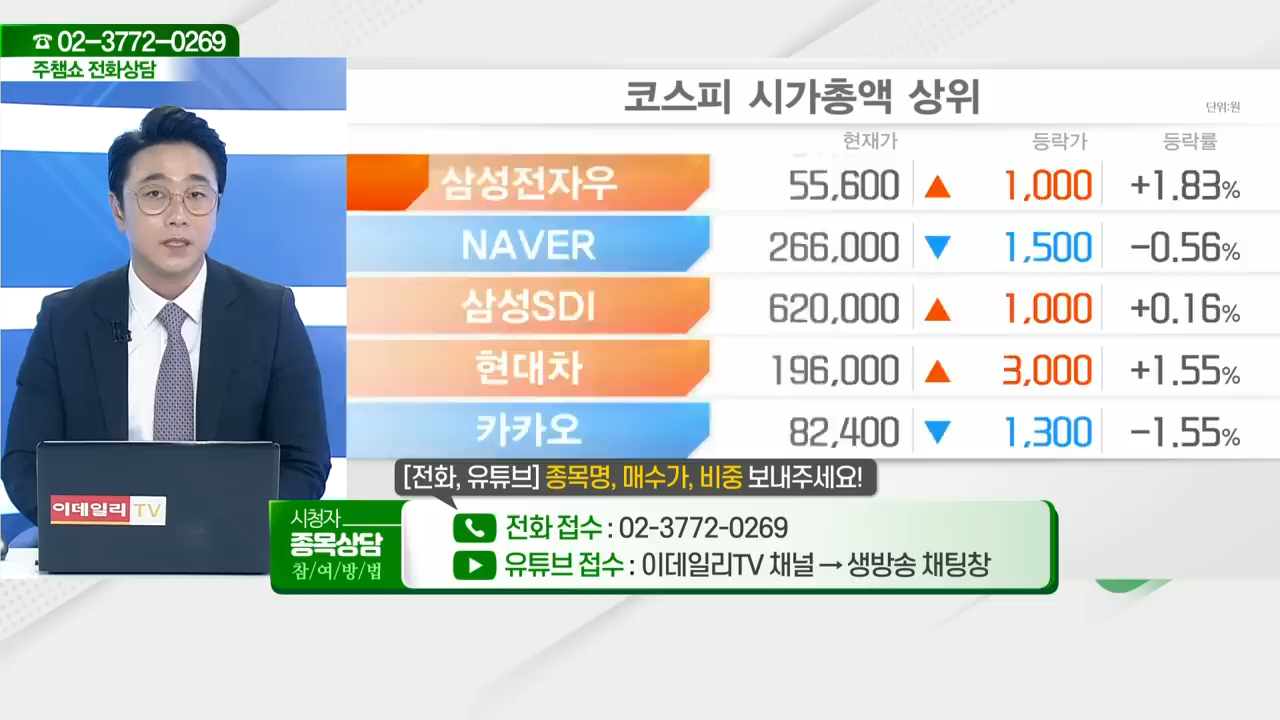 ☎ 02-3772-0269
주챔쇼 전화상담
코스피 시가총액 상위
단위:원
현재가 등락가 등락률
삼성전자우 55,600 ▲ 1,000 +1.83%
NAVER 266,000 ▼ 1,500 -0.56%
삼성SDI 620,000 ▲ 1,000 +0.16%
현대차 196,000 ▲ 3,000 +1.55%
카카오 82,400 ▼ 1,300 -1.55%
[전화, 유튜브] 종목명, 매수가, 비중 보내주세요!
이데일리 TV
시청자
종목상담
참/여/방/법
전화 접수 : 02-3772-0269
유튜브 접수 : 이데일리TV 채널 → 생방송 채팅창